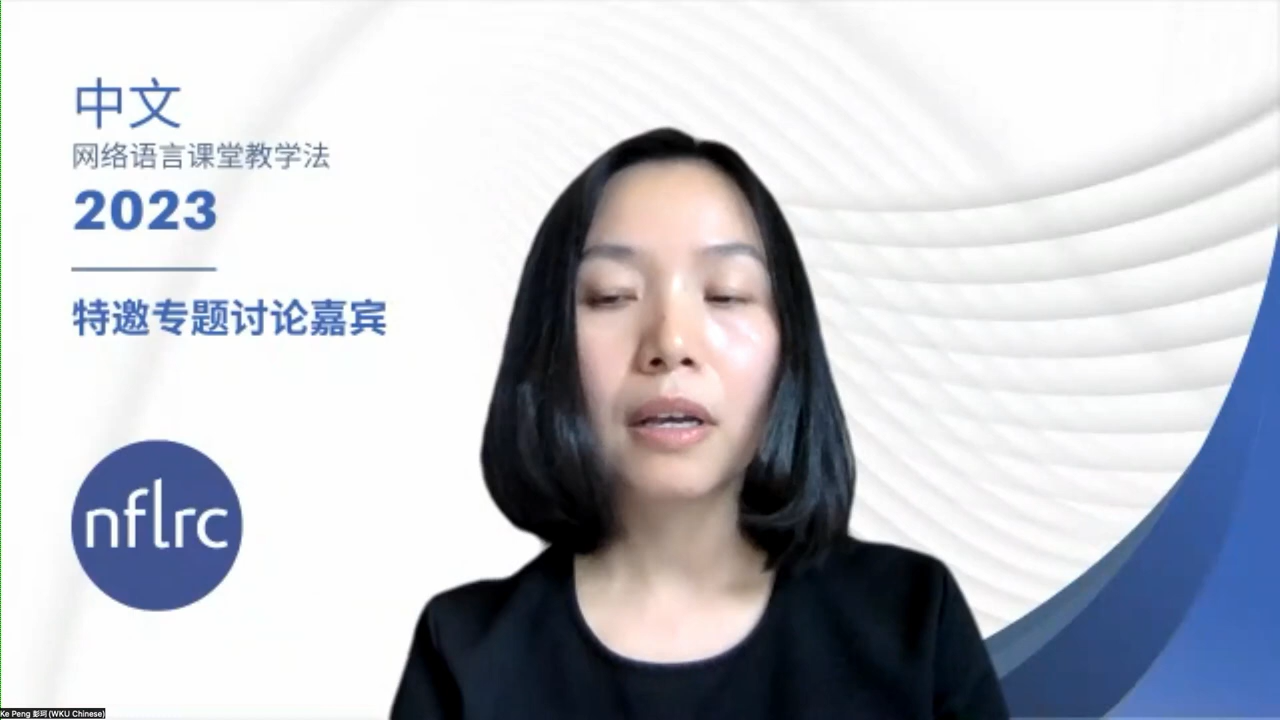 中文
网络语言课堂教学法
2023
特邀专题讨论嘉宾
nflrc
Ke Peng 彭珂 (WKU Chinese)